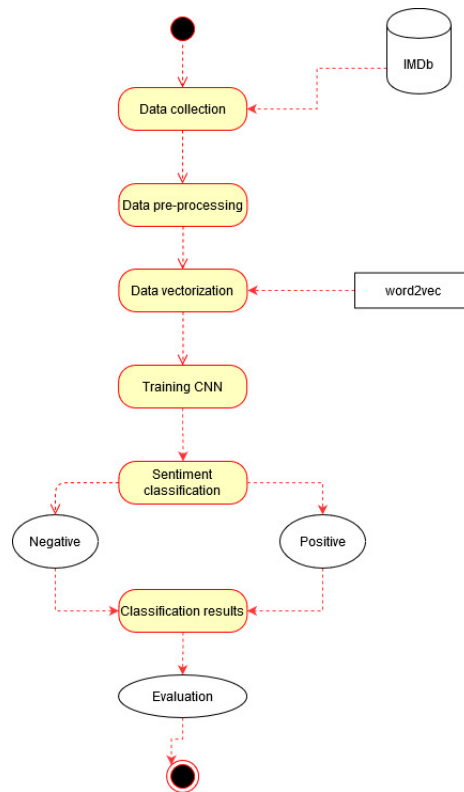 IMDb
Data collection
Data pre-processing
Data vectorization
word2vec
Training CNN
Sentiment
classification
Negative
Positive
Classification results
Evaluation